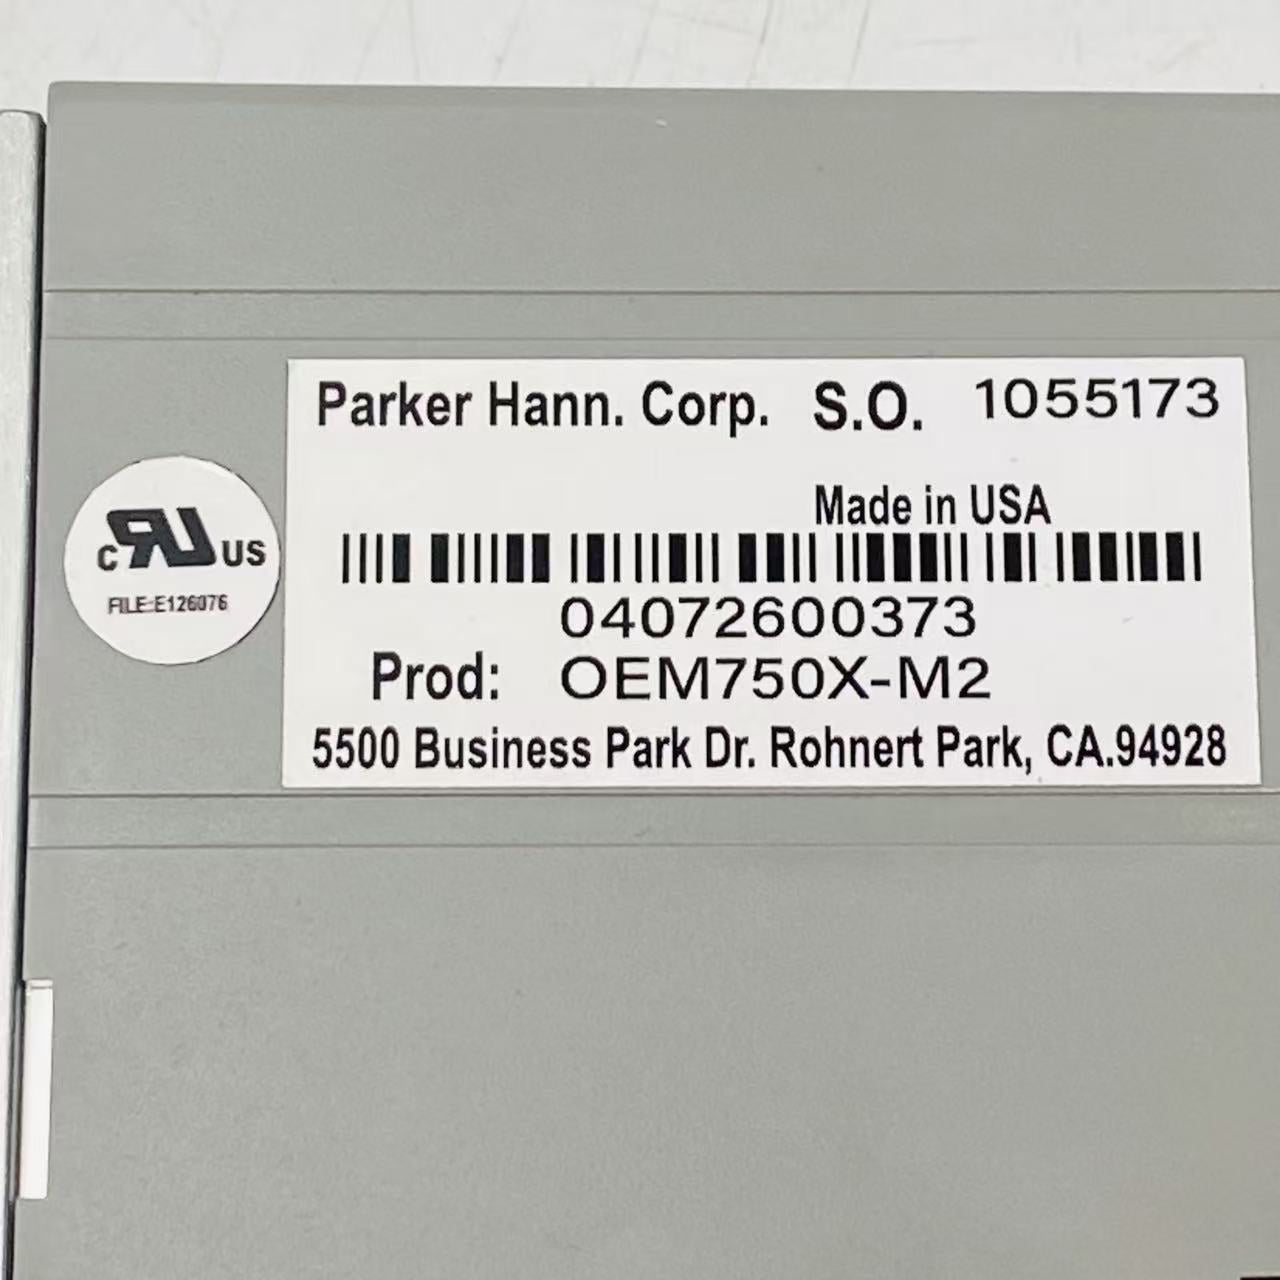 Parker Hann. Corp. S.O. 1055173
Made in USA
c RU US
FILE:E126076
04072600373
Prod: OEM750X-M2
5500 Business Park Dr. Rohnert Park, CA.94928